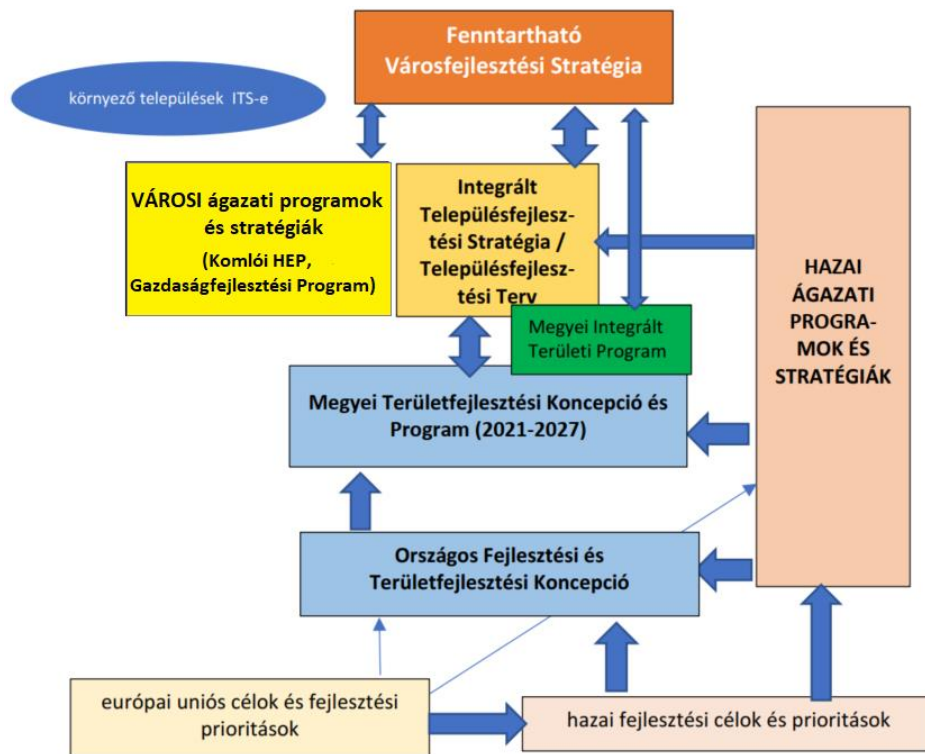 Fenntartható
Városfejlesztési Stratégia
környező települések ITS-e
VÁROSI ágazati programok
és stratégiák
(Komlói HEP,
Gazdaságfejlesztési Program)
Integrált
Településfejlesz-
tési Stratégia /
Településfejlesz-
tési Terv
Megyei Integrált
Területi Program
HAZAI
ÁGAZATI
PROGRA-
MOK ÉS
STRATÉGIÁK
Megyei Területfejlesztési Koncepció és
Program (2021-2027)
Országos Fejlesztési és
Területfejlesztési Koncepció
európai uniós célok és fejlesztési
prioritások
hazai fejlesztési célok és prioritások